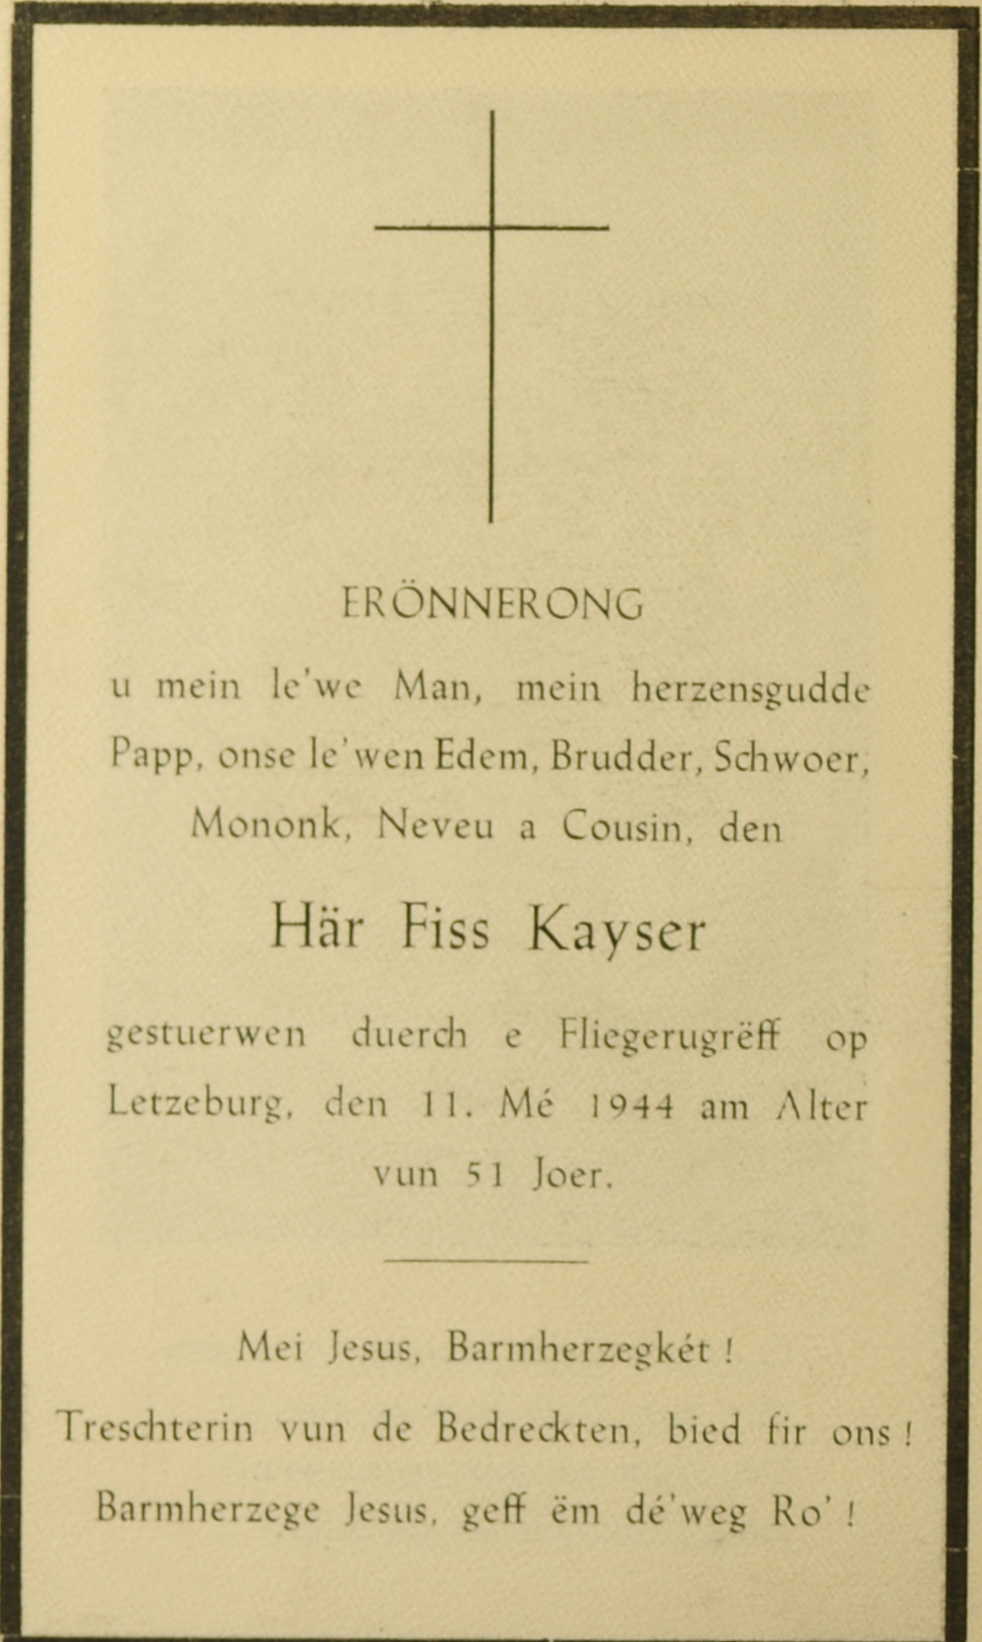 ERÖNNERONG
u mein le'we Man, mein herzensgudde
Papp, onse le'wen Edem, Brudder, Schwoer,
Mononk, Neveu a Cousin, den
Här Fiss Kayser
gestuerwen duerch e Fliegerugrëff op
Letzeburg, den 11. Mé 1944 am Alter
vun 51 Joer.
Mei Jesus, Barmherzegkét !
Treschterin vun de Bedreckten, bied fir ons !
Barmherzege Jesus, geff ëm dé'weg Ro' !